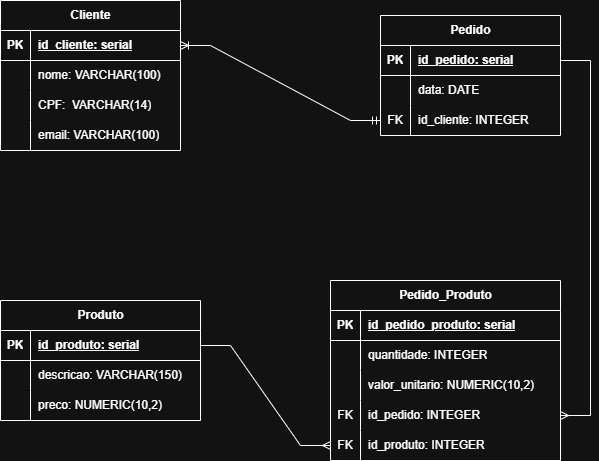 Cliente
PK id_cliente: serial
nome: VARCHAR(100)
CPF: VARCHAR(14)
email: VARCHAR(100)
Pedido
PK id_pedido: serial
data: DATE
FK id_cliente: INTEGER
Produto
PK id_produto: serial
descricao: VARCHAR(150)
preco: NUMERIC(10,2)
Pedido_Produto
PK id_pedido_produto: serial
quantidade: INTEGER
valor_unitario: NUMERIC(10,2)
FK id_pedido: INTEGER
FK id_produto: INTEGER